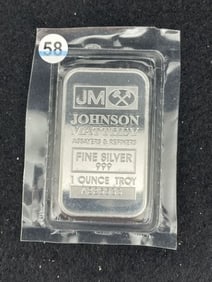 58
JM
JOHNSON
MATTHEY
ASSAYERS & REFINERS
FINE SILVER
999
1 OUNCE TROY